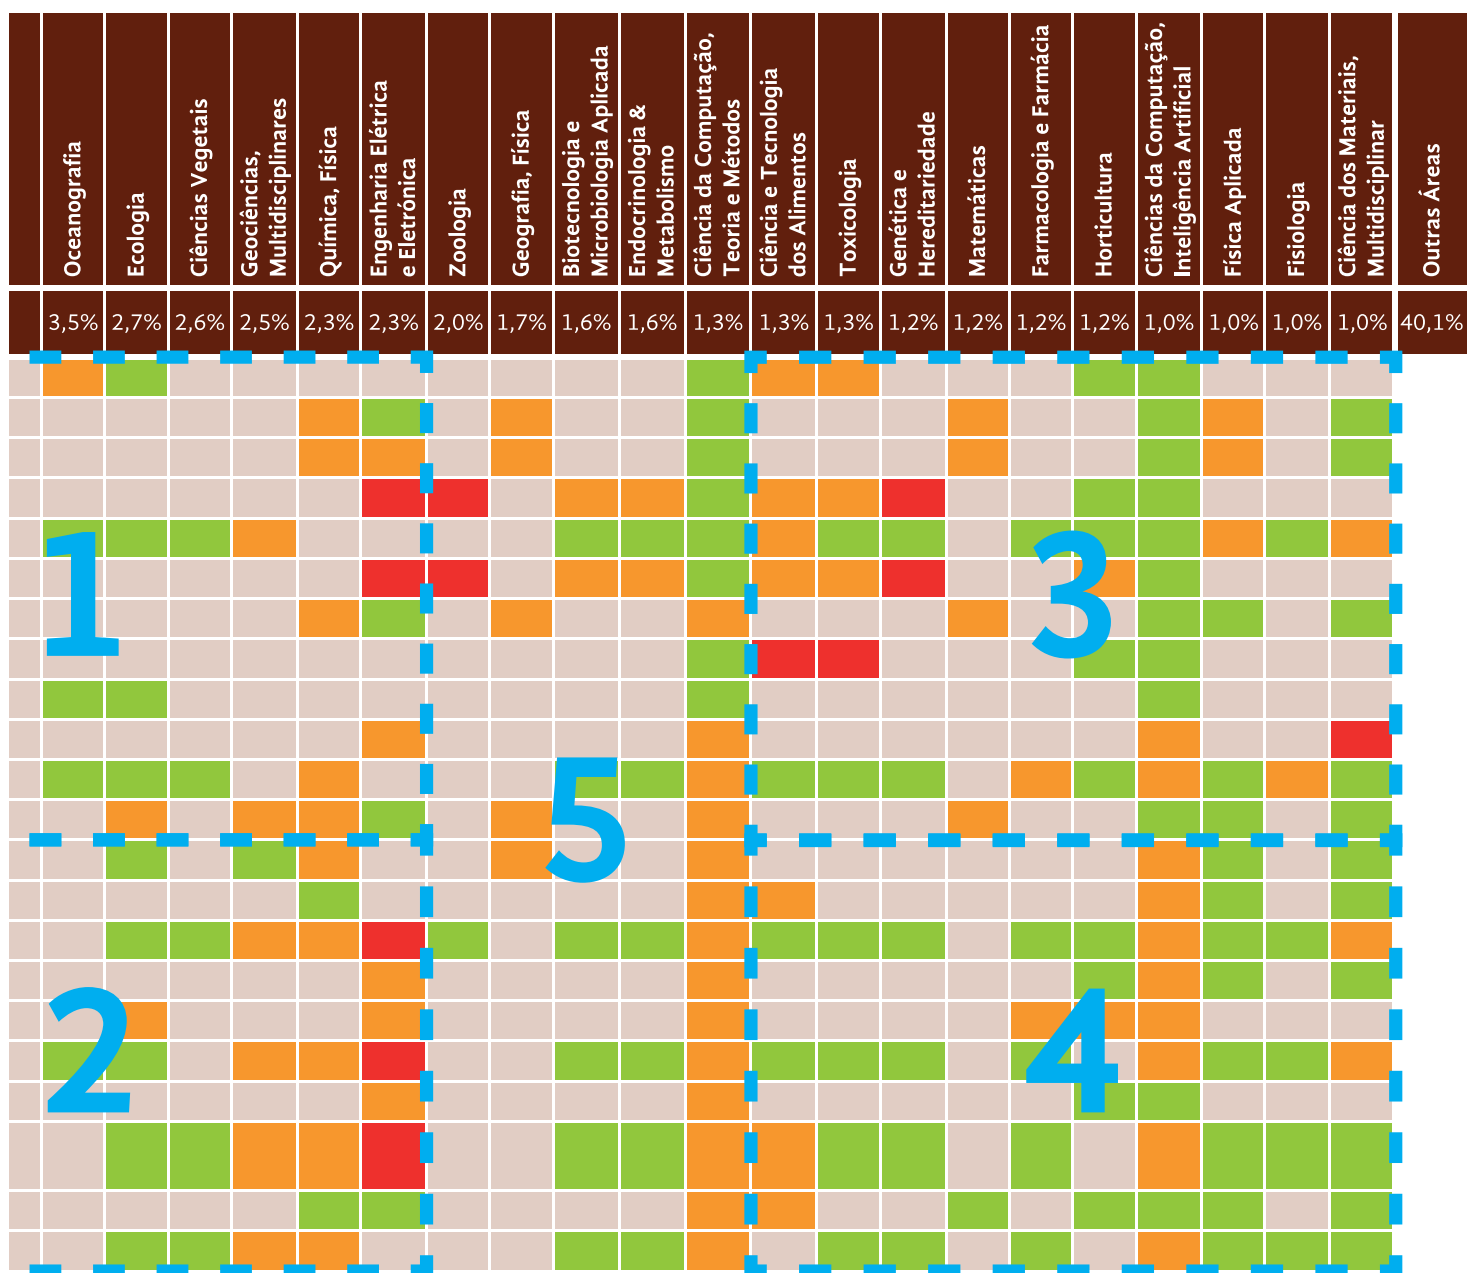 Oceanografia
Ecologia
Ciências Vegetais
Geociências,
Multidisciplinares
Química, Física
Engenharia Elétrica
e Eletrónica
Zoologia
Geografia, Física
Biotecnologia e
Microbiologia Aplicada
Endocrinologia &
Metabolismo
Ciência da Computação,
Teoria e Métodos
Ciência e Tecnologia
dos Alimentos
Toxicologia
Genética e
Hereditariedade
Matemáticas
Farmacologia e Farmácia
Horticultura
Ciências da Computação,
Inteligência Artificial
Física Aplicada
Fisiologia
Ciência dos Materiais,
Multidisciplinar
Outras Áreas
3,5% 2,7% 2,6% 2,5% 2,3% 2,3% 2,0% 1,7% 1,6% 1,6% 1,3% 1,3% 1,3% 1,2% 1,2% 1,2% 1,2% 1,0% 1,0% 1,0% 1,0% 40,1%
1
3
5
2
4